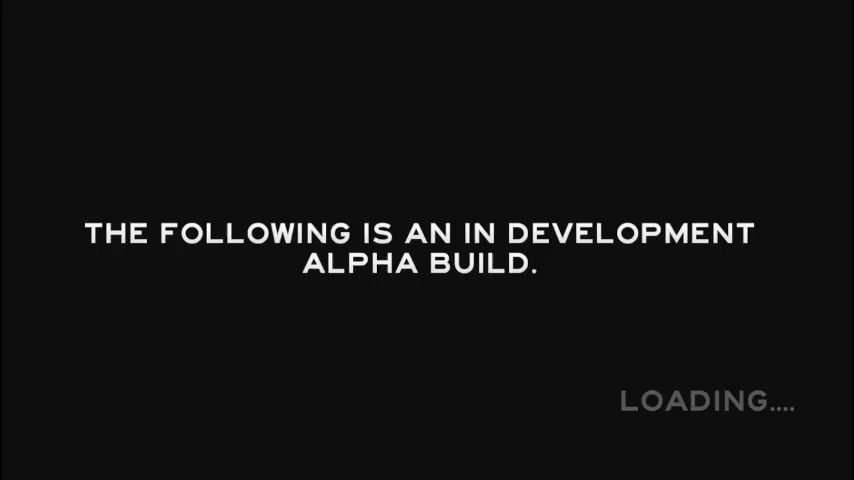 THE FOLLOWING IS AN IN DEVELOPMENT
ALPHA BUILD.
LOADING....